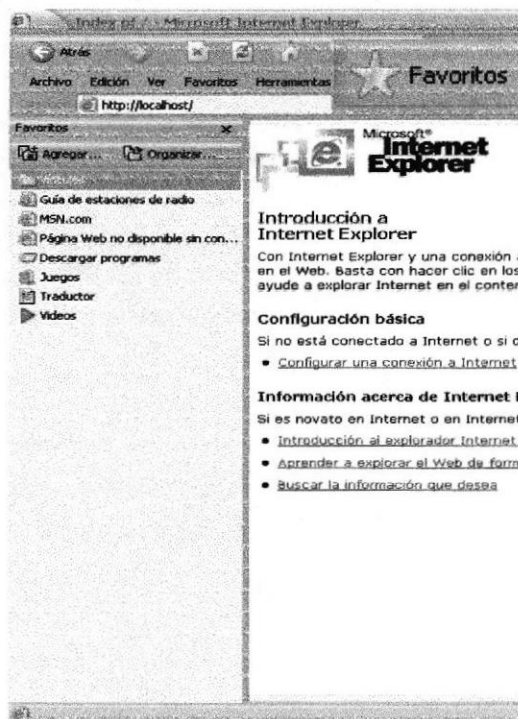 Index of / - Microsoft Internet Explorer
Atrás
Archivo Edición Ver Favoritos Herramientas
Favoritos
http://localhost/
Favoritos
Agregar... Organizar...
Guía de estaciones de radio
MSN.com
Página Web no disponible sin con...
Descargar programas
Juegos
Traductor
Videos
Microsoft®
Internet
Explorer
Introducción a
Internet Explorer
Con Internet Explorer y una conexión
en el Web. Basta con hacer clic en los
ayude a explorar Internet en el conten
Configuración básica
Si no está conectado a Internet o si
Configurar una conexión a Internet
Información acerca de Internet
Si es novato en Internet o en Internet
Introducción al explorador Internet
Aprender a explorar el Web de form
Buscar la información que desea